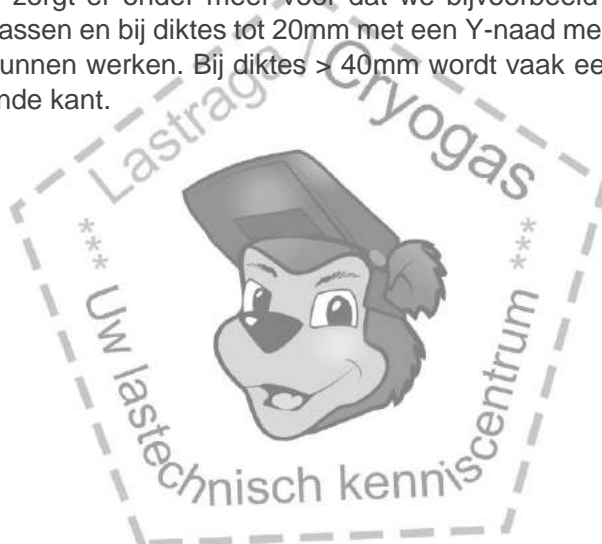 zorgt er onder meer voor dat we bijvoorbeeld
assen en bij diktes tot 20mm met een Y-naad me
unnen werken. Bij diktes > 40mm wordt vaak ee
nde kant.
Lastraga / Cryogas
*** Uw lastechnisch kenniscentrum ***